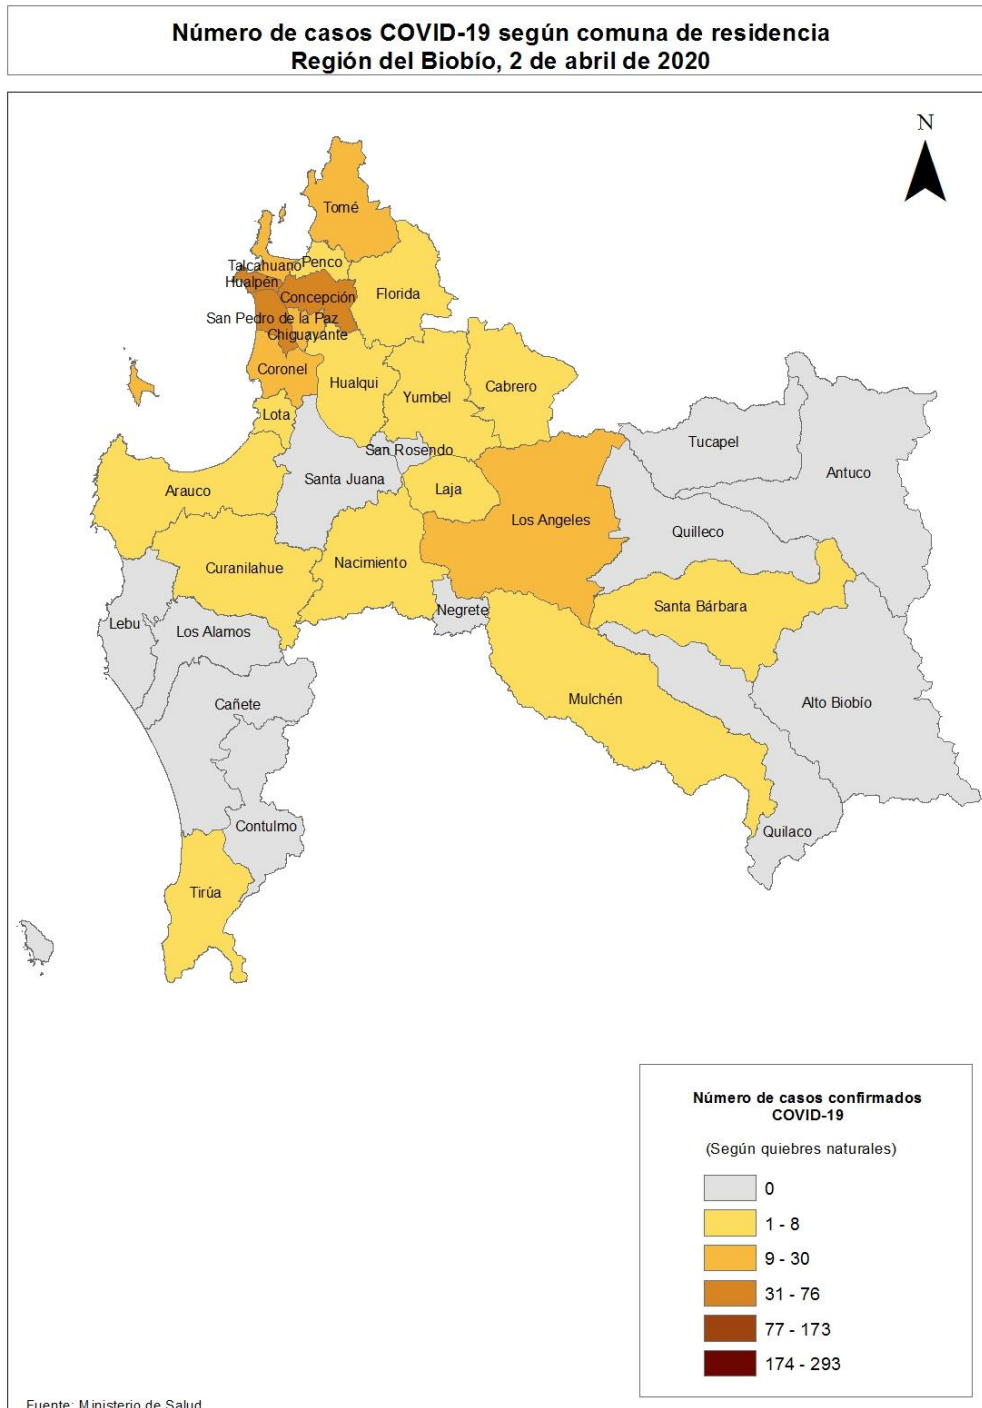 Número de casos COVID-19 según comuna de residencia
Región del Biobío, 2 de abril de 2020
N
Tomé
Talcahuano
Penco
Hualpén
Concepción
Florida
San Pedro de la Paz
Chiguayante
Coronel
Hualqui
Yumbel
Cabrero
Lota
Tucapel
San Rosendo
Antuco
Santa Juana
Arauco
Laja
Los Angeles
Quilleco
Curanilahue
Nacimiento
Santa Bárbara
Negrete
Lebu
Los Alamos
Mulchén
Cañete
Alto Biobío
Contulmo
Quilaco
Tirúa
Número de casos confirmados
COVID-19
(Según quiebres naturales)
0
1 - 8
9 - 30
31 - 76
77 - 173
174 - 293
Fuente: Ministerio de Salud